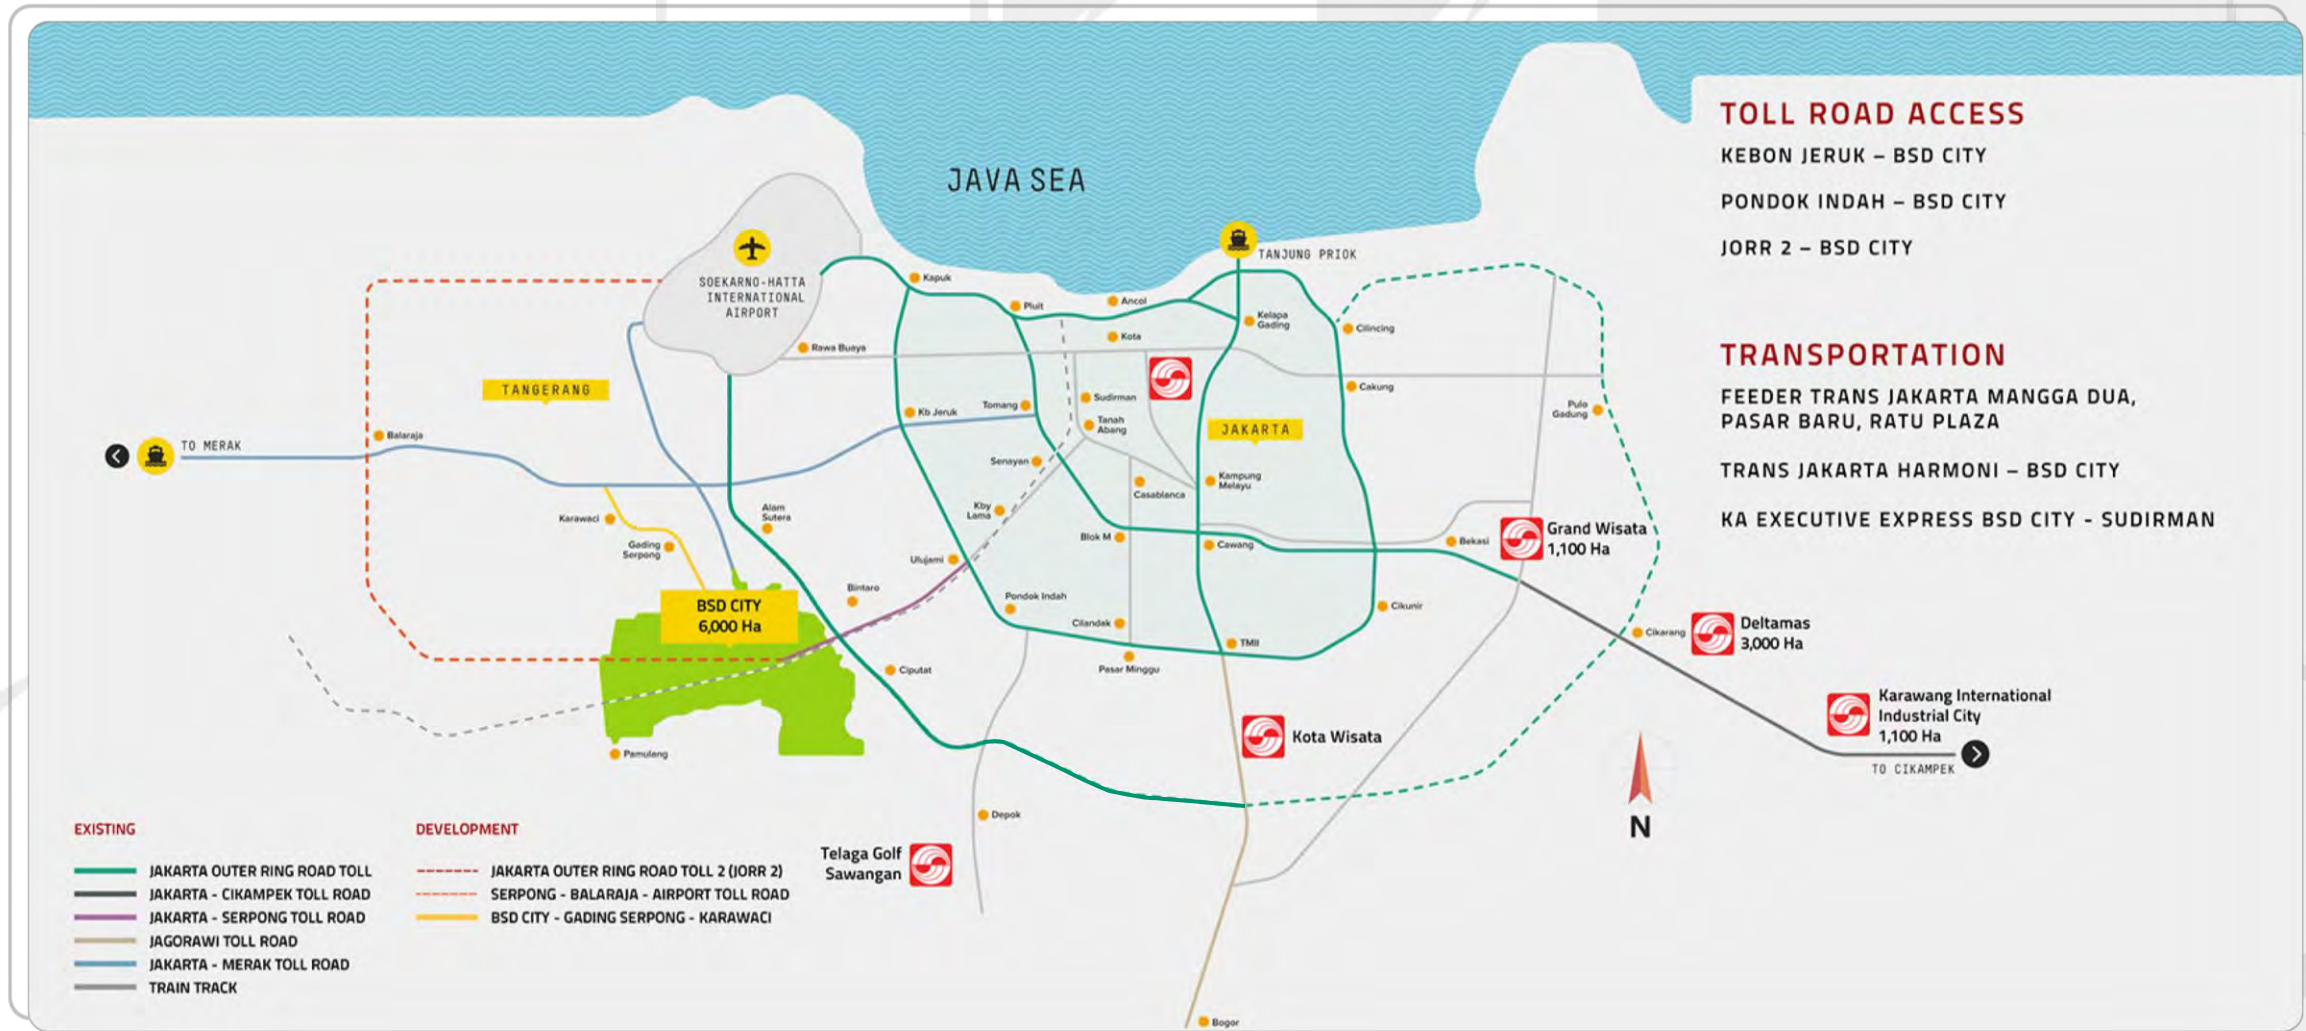 JAVA SEA
TOLL ROAD ACCESS
KEBON JERUK – BSD CITY
PONDOK INDAH – BSD CITY
JORR 2 – BSD CITY
TRANSPORTATION
FEEDER TRANS JAKARTA MANGGA DUA,
PASAR BARU, RATU PLAZA
TRANS JAKARTA HARMONI – BSD CITY
KA EXECUTIVE EXPRESS BSD CITY - SUDIRMAN
SOEKARNO-HATTA
INTERNATIONAL
AIRPORT
TANJUNG PRIOK
Kapuk
Pluit
Ancol
Kelapa
Gading
Cilincing
Kota
Rawa Buaya
TANGERANG
Cakung
Sudirman
Tomang
Kb Jeruk
Tanah
Abang
JAKARTA
Pulo
Gadung
Balaraja
TO MERAK
Senayan
Kampung
Melayu
Casablanca
Kby
Lama
Alam
Sutera
Karawaci
Gading
Serpong
Blok M
Cawang
Bekasi
Grand Wisata
1,100 Ha
Ulujami
Bintaro
Pondok Indah
Cilandak
Cikunir
BSD CITY
6,000 Ha
TMII
Cikarang
Deltamas
3,000 Ha
Ciputat
Pasar Minggu
Karawang International
Industrial City
1,100 Ha
TO CIKAMPEK
Kota Wisata
Pamulang
Depok
N
Telaga Golf
Sawangan
Bogor
EXISTING
JAKARTA OUTER RING ROAD TOLL
JAKARTA - CIKAMPEK TOLL ROAD
JAKARTA - SERPONG TOLL ROAD
JAGORAWI TOLL ROAD
JAKARTA - MERAK TOLL ROAD
TRAIN TRACK
DEVELOPMENT
JAKARTA OUTER RING ROAD TOLL 2 (JORR 2)
SERPONG - BALARAJA - AIRPORT TOLL ROAD
BSD CITY - GADING SERPONG - KARAWACI